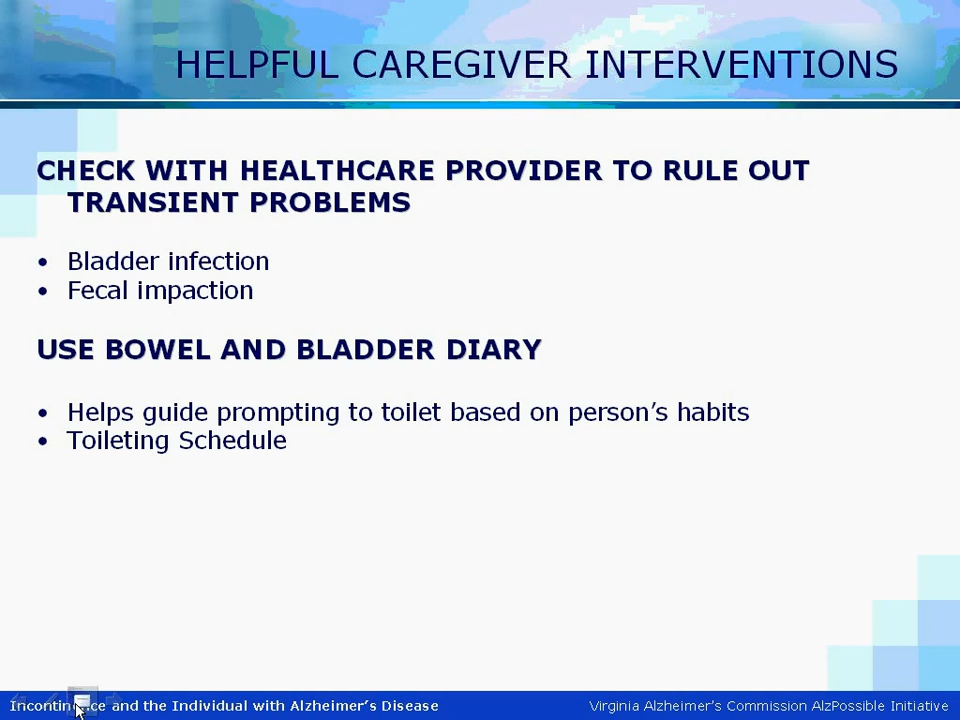 HELPFUL CAREGIVER INTERVENTIONS
CHECK WITH HEALTHCARE PROVIDER TO RULE OUT
TRANSIENT PROBLEMS
• Bladder infection
• Fecal impaction
USE BOWEL AND BLADDER DIARY
• Helps guide prompting to toilet based on person’s habits
• Toileting Schedule
and the Individual with Alzheimer’s Disease
Virginia Alzheimer’s Commission AlzPossible Initiative